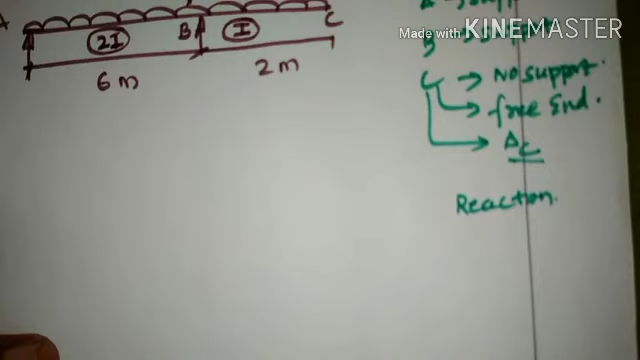 Made with KINEMASTER
A
2I
B
I
C
6 m
2 m
C → No support.
→ free End.
→ Δc
Reaction.